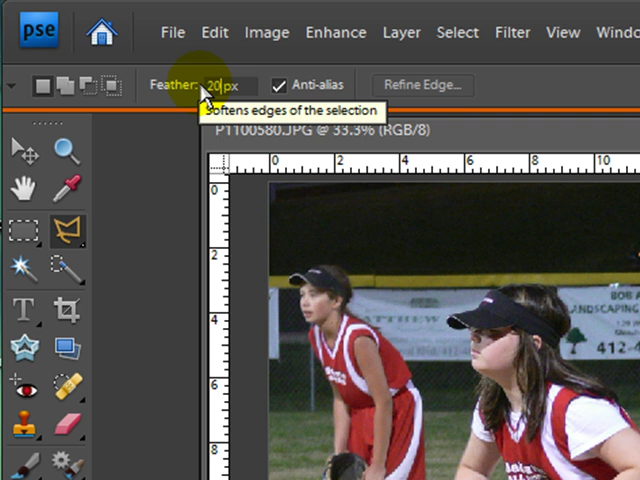 pse File Edit Image Enhance Layer Select Filter View Windo
Feather: 20 px Anti-alias Refine Edge...
Softens edges of the selection
P1100580.JPG @ 33.3% (RGB/8)
0 2 4 6 8 10
0
2
4
6
8
BOB A
LANDSCAPING
412-4
T